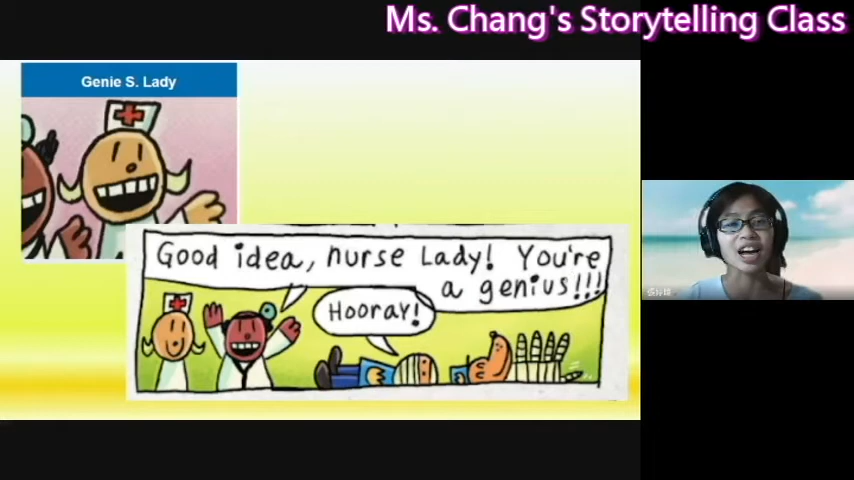 Ms. Chang's Storytelling Class
Genie S. Lady
Good idea, nurse Lady! You're
a genius!!!
Hooray!